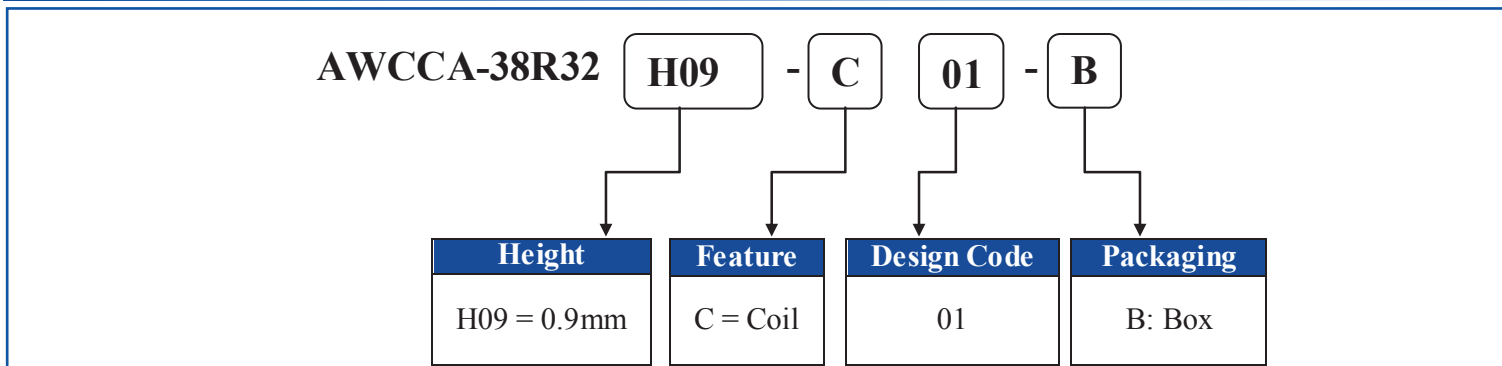 AWCCA-38R32 H09 - C 01 - B
Height Feature Design Code Packaging
H09 = 0.9mm C = Coil 01 B: Box